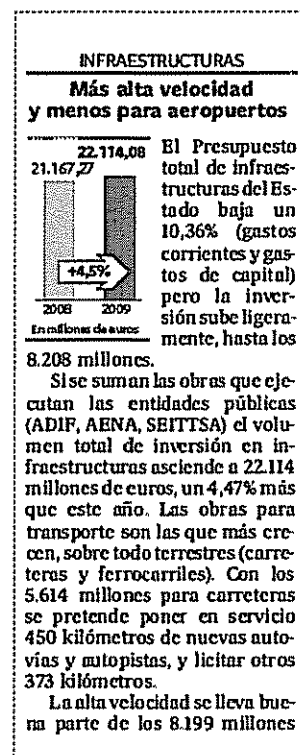 INFRAESTRUCTURAS
Más alta velocidad
y menos para aeropuertos
22.114,08
21.167,27
+4,5%
2008 2009
En millones de euros
El Presupuesto
total de infraes-
tructuras del Es-
tado baja un
10,36% (gastos
corrientes y gas-
tos de capital)
pero la inver-
sión sube ligera-
mente, hasta los
8.208 millones.
Si se suman las obras que eje-
cutan las entidades públicas
(ADIF, AENA, SEITTSA) el volu-
men total de inversión en in-
fraestructuras asciende a 22.114
millones de euros, un 4,47% más
que este año. Las obras para
transporte son las que más cre-
cen, sobre todo terrestres (carre-
teras y ferrocarriles). Con los
5.614 millones para carreteras
se pretende poner en servicio
450 kilómetros de nuevas auto-
vías y autopistas, y licitar otros
373 kilómetros.
La alta velocidad se lleva bue-
na parte de los 8.199 millones